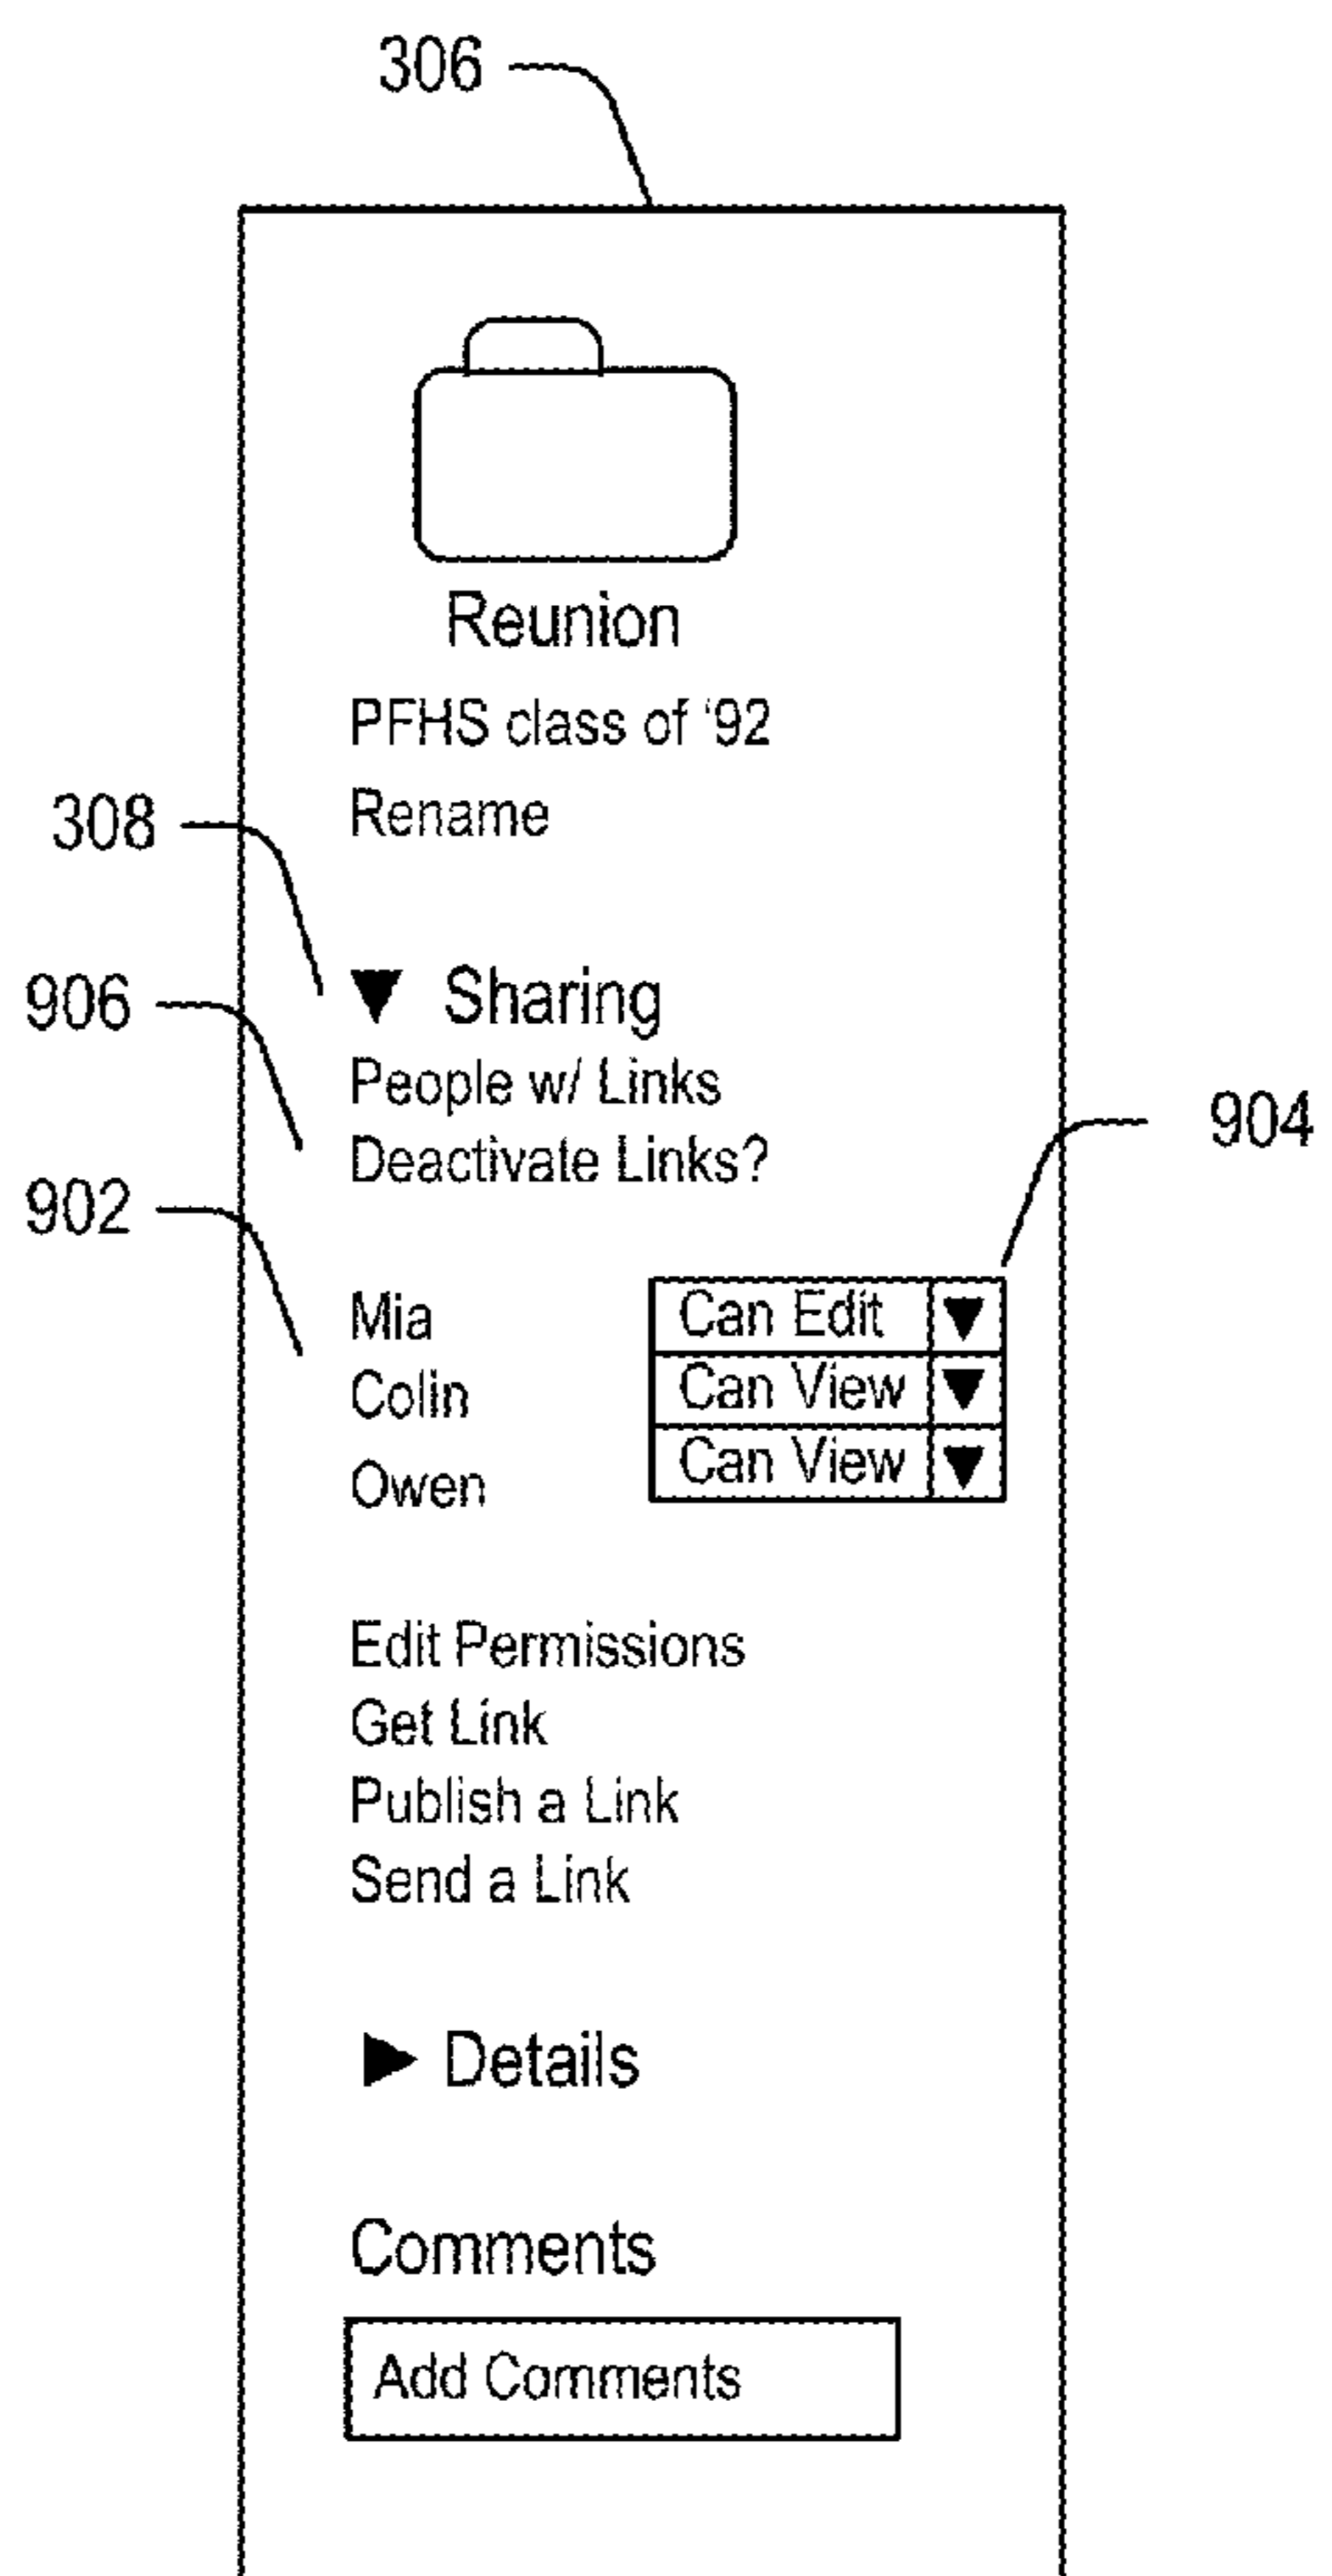 306
Reunion
PFHS class of ‘92
Rename
308
Sharing
906
People w/ Links
904
Deactivate Links?
902
Mia Can Edit
Colin Can View
Owen Can View
Edit Permissions
Get Link
Publish a Link
Send a Link
Details
Comments
Add Comments